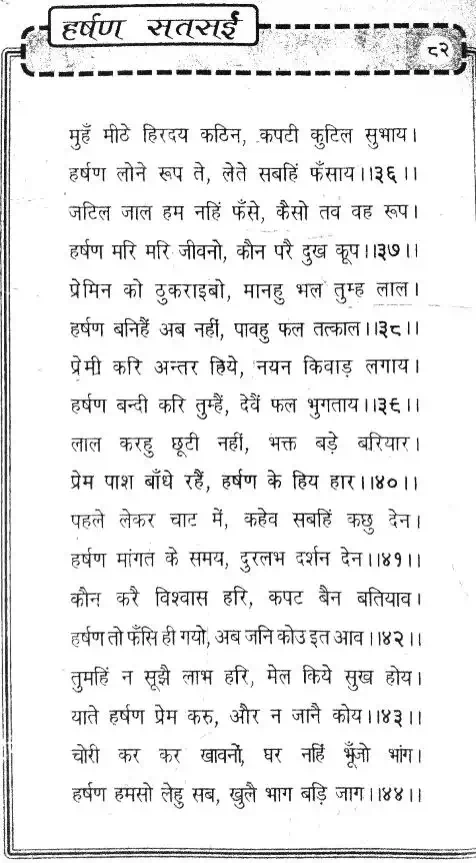 हर्षण सतसई
८२
मुहँ मीठे हिरदय कठिन, कपटी कुटिल सुभाय।
हर्षण लोने रूप ते, लेते सबहिं फँसाय।।३६।।
जटिल जाल हम नहिं फँसे, कैसो तव वह रूप।
हर्षण मरि मरि जीवनो, कौन परै दुख कूप।।३७।।
प्रेमिन को ठुकराइबो, मानहु भल तुम्ह लाल।
हर्षण बनिहैं अब नहीं, पावहु फल तत्काल।।३८।।
प्रेमी करि अन्तर हिये, नयन किवाड़ लगाय।
हर्षण बन्दी करि तुम्हैं, देवैं फल भुगताय।।३९।।
लाल करहु छूटी नहीं, भक्त बड़े बरियार।
प्रेम पाश बाँधे रहैं, हर्षण के हिय हार।।४०।।
पहले लेकर चाट में, कहेव सबहिं कछु देन।
हर्षण मांगत के समय, दुरलभ दर्शन देन।।४१।।
कौन करै विश्वास हरि, कपट बैन बतियाव।
हर्षण तो फँसि ही गयो, अब जनि कोउ इत आव।।४२।।
तुमहिं न सूझै लाभ हरि, मेल किये सुख होय।
याते हर्षण प्रेम करु, और न जानै कोय।।४३।।
चोरी कर कर खावनों, घर नहिं भूँजो भांग।
हर्षण हमसो लेहु सब, खुलै भाग बड़ि जाग।।४४।।